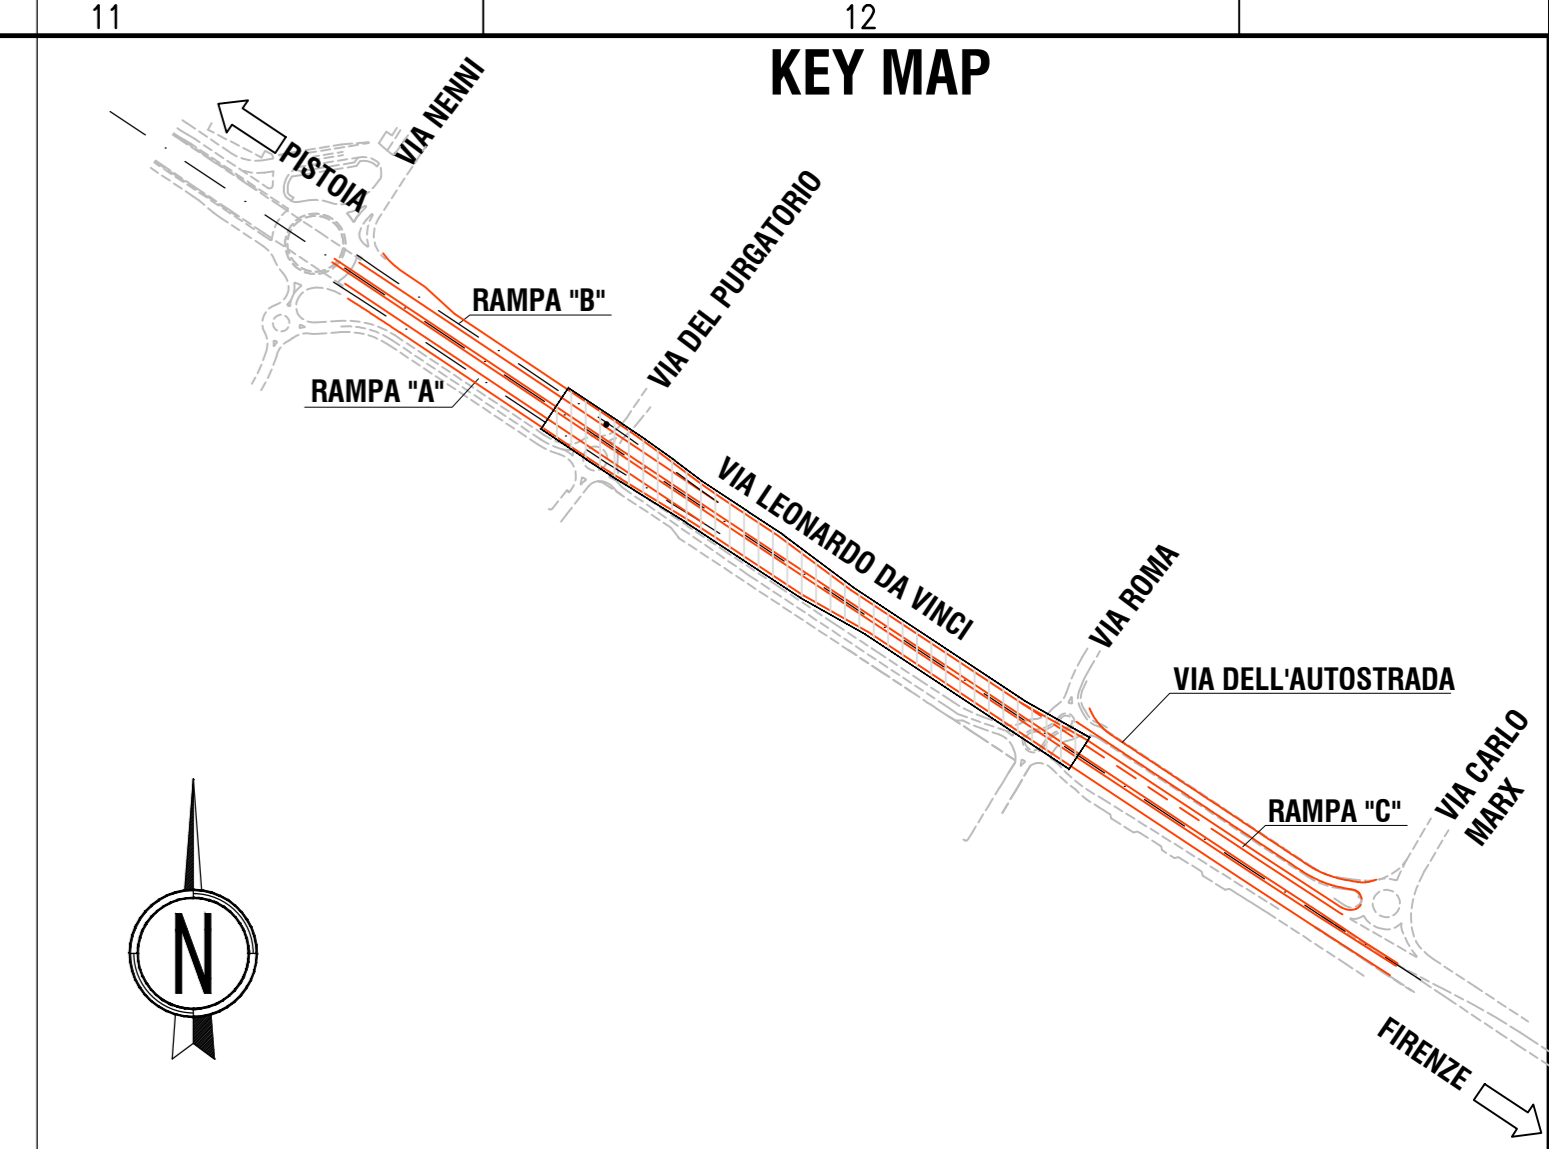 11
12
KEY MAP
VIA NENNI
PISTOIA
VIA DEL PURGATORIO
RAMPA "B"
RAMPA "A"
VIA LEONARDO DA VINCI
VIA ROMA
VIA DELL'AUTOSTRADA
VIA CARLO
MARX
RAMPA "C"
N
FIRENZE